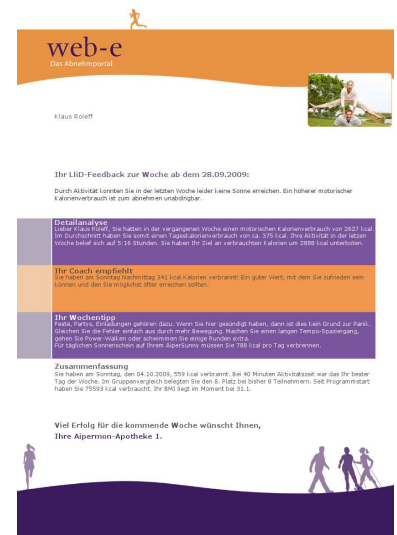 web-e
Das Abnehmportal
Klaus Roleff
Ihr LliD-Feedback zur Woche ab dem 28.09.2009:
Durch Aktivität konnten Sie in der letzten Woche leider keine Sonne erreichen. Ein höherer motorischer
Kalorienverbrauch ist zum abnehmen unabdingbar.
Detailanalyse
Lieber Klaus Roleff, Sie hatten in der vergangenen Woche einen motorischen Kalorienverbrauch von 2627 kcal.
Im Durchschnitt haben Sie somit einen Tageskalorienverbrauch von ca. 375 kcal. Ihre Aktivität in der letzen
Woche belief sich auf 5:16 Stunden. Sie haben Ihr Ziel an verbrauchten Kalorien um 2888 kcal unterboten.
Ihr Coach empfiehlt
Sie haben am Sonntag Nachmittag 341 kcal Kalorien verbrannt! Ein guter Wert, mit dem Sie zufrieden sein
können und den Sie möglichst öfter erreichen sollten.
Ihr Wochentipp
Feste, Partys, Einladungen gehören dazu. Wenn Sie hier gesündigt haben, dann ist dies kein Grund zur Panik.
Gleichen Sie die Fehler einfach aus durch mehr Bewegung. Machen Sie einen langen Tempo-Spaziergang,
gehen Sie Power-Walken oder schwimmen Sie einige Runden extra.
Für täglichen Sonnenschein auf Ihrem AiperSunny müssen Sie 788 kcal pro Tag verbrennen.
Zusammenfassung
Sie haben am Sonntag, den 04.10.2009, 559 kcal verbrannt. Bei 40 Minuten Aktivitätszeit war das Ihr bester
Tag der Woche. Im Gruppenvergleich belegten Sie den 8. Platz bei bisher 8 Teilnehmern. Seit Programmstart
haben Sie 75593 kcal verbraucht. Ihr BMI liegt im Moment bei 31.1.
Viel Erfolg für die kommende Woche wünscht Ihnen,
Ihre Aipermon-Apotheke 1.